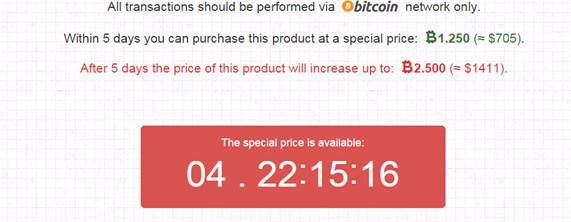 All transactions should be performed via bitcoin network only.
Within 5 days you can purchase this product at a special price: ₿1.250 (≈ $705).
After 5 days the price of this product will increase up to: ₿2.500 (≈ $1411).
The special price is available:
04 . 22:15:16